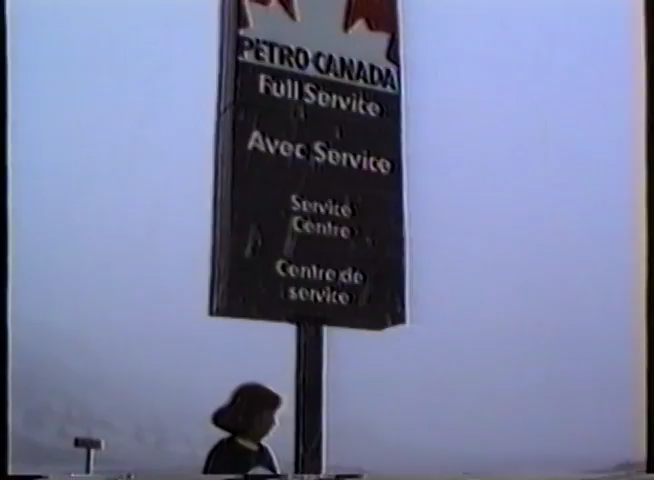 PETRO-CANADA
Full Service
Avec Service
Service
Centre
Centre de
service